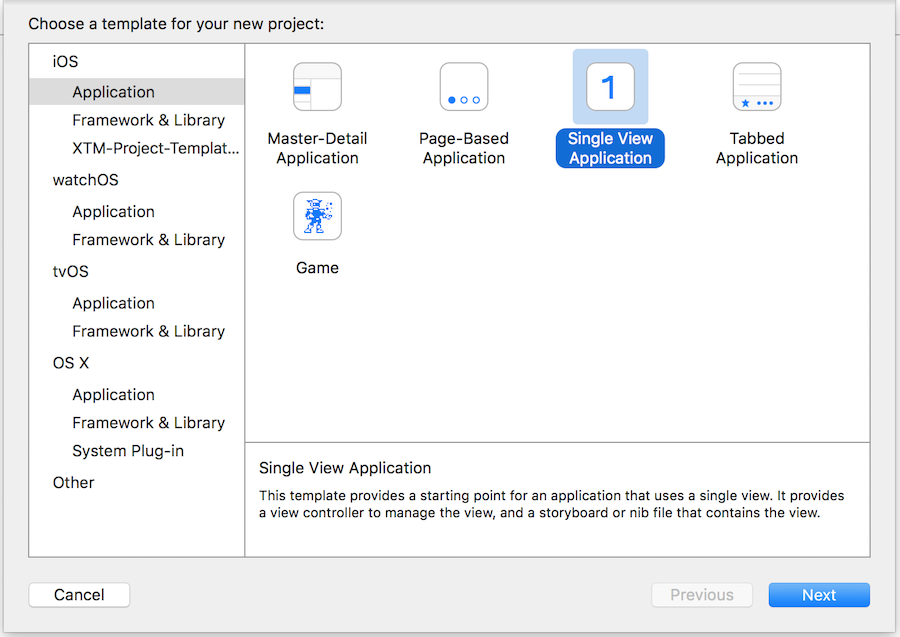 Choose a template for your new project:
iOS
Application
Framework & Library
XTM-Project-Templat...
watchOS
Application
Framework & Library
tvOS
Application
Framework & Library
OS X
Application
Framework & Library
System Plug-in
Other
Master-Detail
Application
Page-Based
Application
1
Single View
Application
Tabbed
Application
Game
Single View Application
This template provides a starting point for an application that uses a single view. It provides
a view controller to manage the view, and a storyboard or nib file that contains the view.
Cancel
Previous
Next